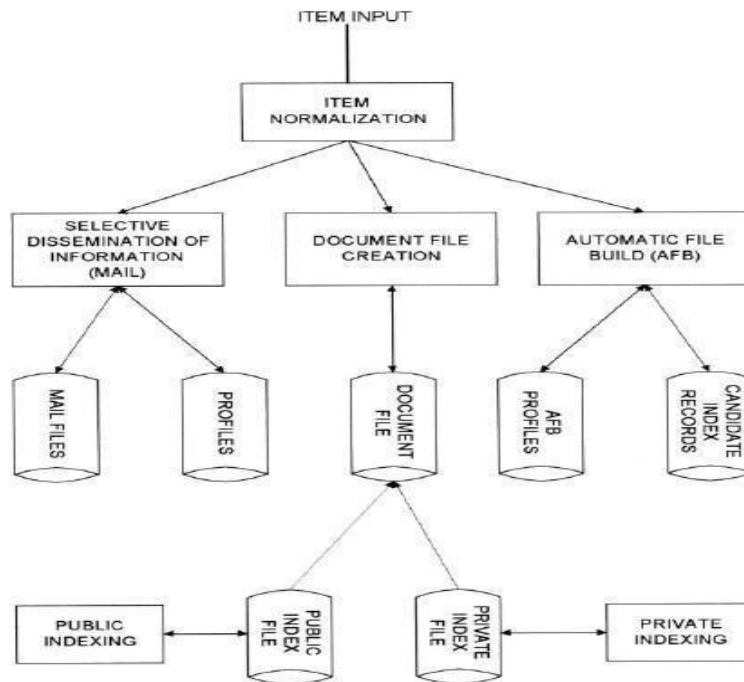 ITEM INPUT
ITEM
NORMALIZATION
SELECTIVE
DISSEMINATION OF
INFORMATION
(MAIL)
DOCUMENT FILE
CREATION
AUTOMATIC FILE
BUILD (AFB)
MAIL FILES
PROFILES
DOCUMENT
FILE
AFB
PROFILES
CANDIDATE
INDEX
RECORDS
PUBLIC
INDEXING
PUBLIC
INDEX
FILE
PRIVATE
INDEX
FILE
PRIVATE
INDEXING